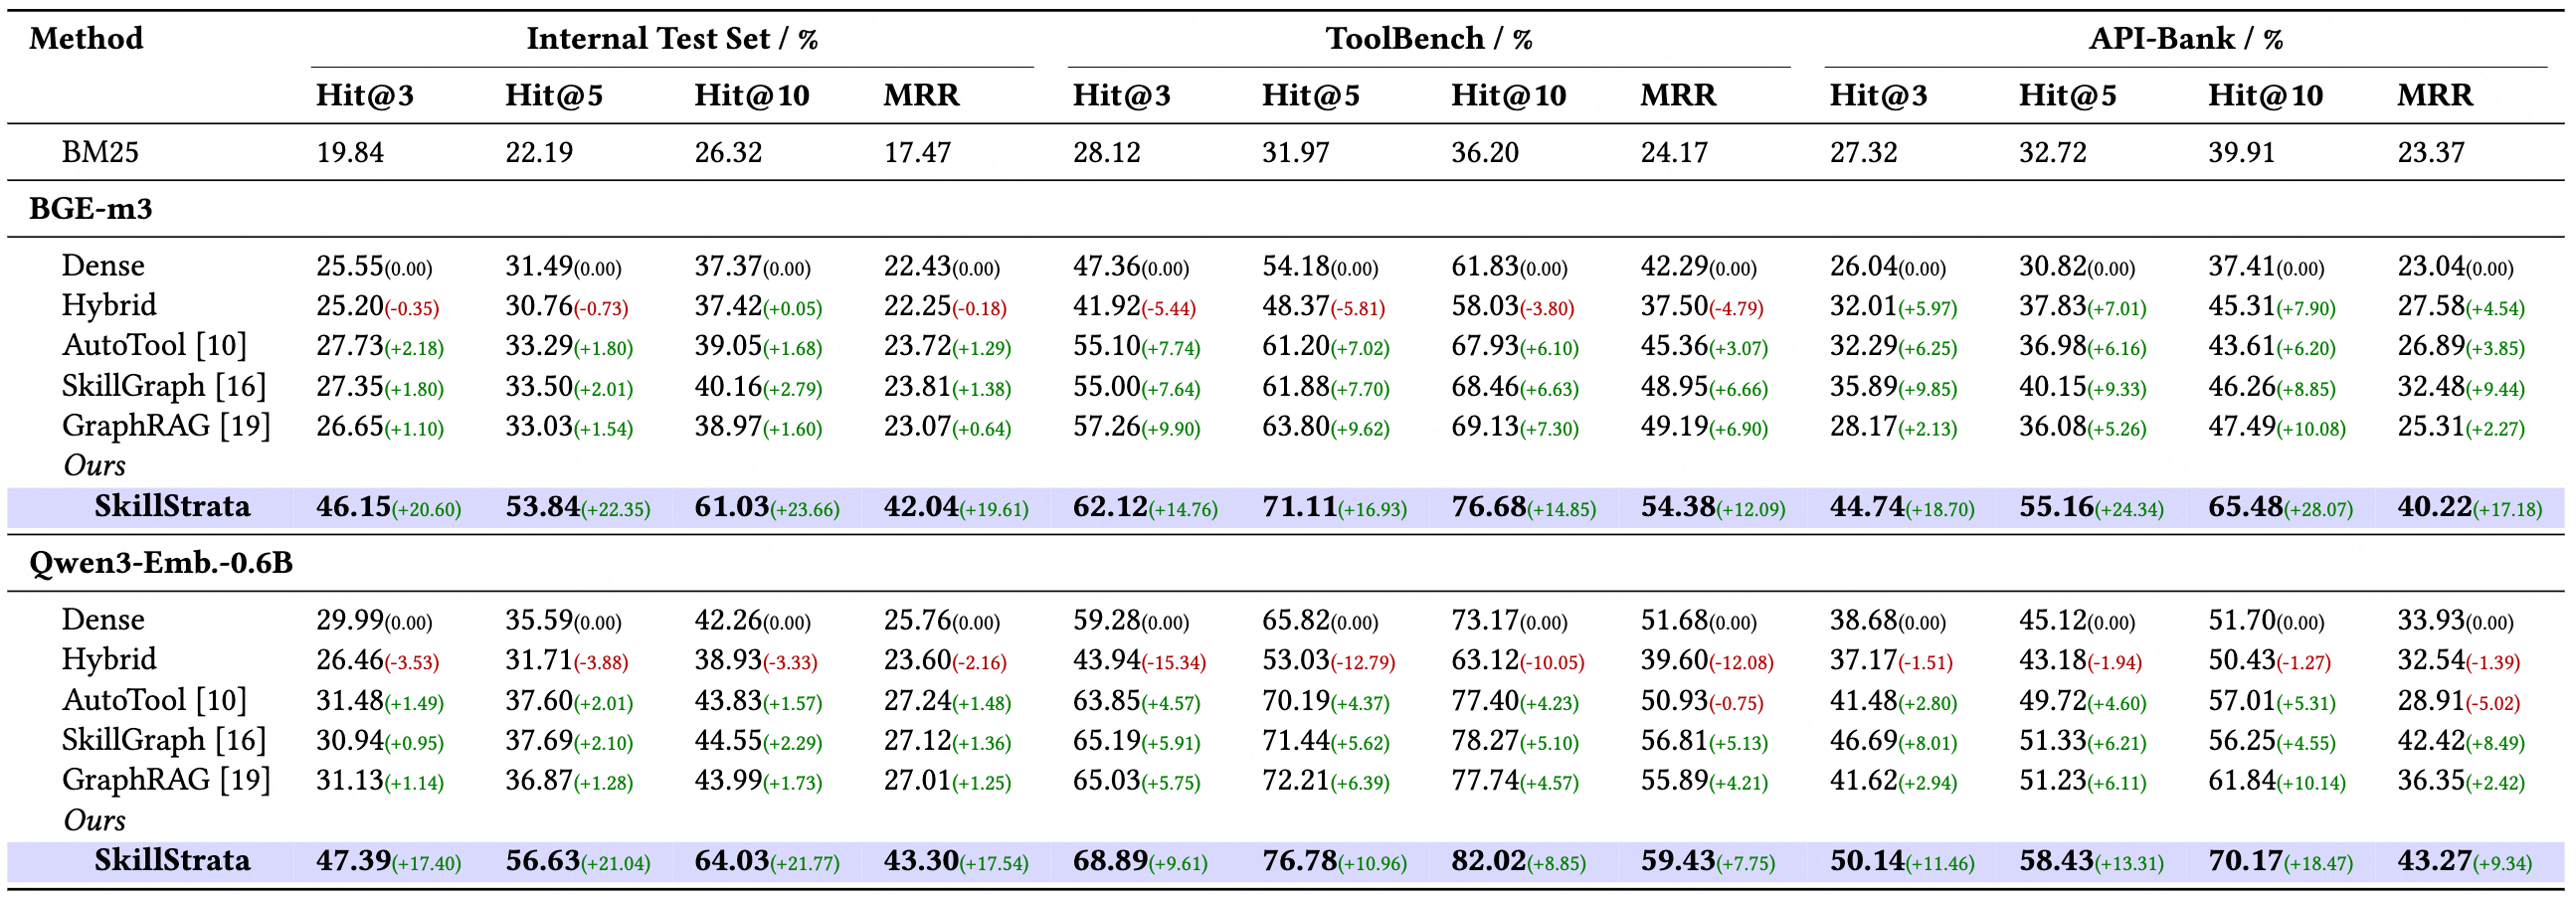 Method Internal Test Set / % ToolBench / % API-Bank / %
Hit@3 Hit@5 Hit@10 MRR Hit@3 Hit@5 Hit@10 MRR Hit@3 Hit@5 Hit@10 MRR
BM25 19.84 22.19 26.32 17.47 28.12 31.97 36.20 24.17 27.32 32.72 39.91 23.37
BGE-m3
Dense 25.55(0.00) 31.49(0.00) 37.37(0.00) 22.43(0.00) 47.36(0.00) 54.18(0.00) 61.83(0.00) 42.29(0.00) 26.04(0.00) 30.82(0.00) 37.41(0.00) 23.04(0.00)
Hybrid 25.20(-0.35) 30.76(-0.73) 37.42(+0.05) 22.25(-0.18) 41.92(-5.44) 48.37(-5.81) 58.03(-3.80) 37.50(-4.79) 32.01(+5.97) 37.83(+7.01) 45.31(+7.90) 27.58(+4.54)
AutoTool [10] 27.73(+2.18) 33.29(+1.80) 39.05(+1.68) 23.72(+1.29) 55.10(+7.74) 61.20(+7.02) 67.93(+6.10) 45.36(+3.07) 32.29(+6.25) 36.98(+6.16) 43.61(+6.20) 26.89(+3.85)
SkillGraph [16] 27.35(+1.80) 33.50(+2.01) 40.16(+2.79) 23.81(+1.38) 55.00(+7.64) 61.88(+7.70) 68.46(+6.63) 48.95(+6.66) 35.89(+9.85) 40.15(+9.33) 46.26(+8.85) 32.48(+9.44)
GraphRAG [19] 26.65(+1.10) 33.03(+1.54) 38.97(+1.60) 23.07(+0.64) 57.26(+9.90) 63.80(+9.62) 69.13(+7.30) 49.19(+6.90) 28.17(+2.13) 36.08(+5.26) 47.49(+10.08) 25.31(+2.27)
Ours
SkillStrata 46.15(+20.60) 53.84(+22.35) 61.03(+23.66) 42.04(+19.61) 62.12(+14.76) 71.11(+16.93) 76.68(+14.85) 54.38(+12.09) 44.74(+18.70) 55.16(+24.34) 65.48(+28.07) 40.22(+17.18)
Qwen3-Emb.-0.6B
Dense 29.99(0.00) 35.59(0.00) 42.26(0.00) 25.76(0.00) 59.28(0.00) 65.82(0.00) 73.17(0.00) 51.68(0.00) 38.68(0.00) 45.12(0.00) 51.70(0.00) 33.93(0.00)
Hybrid 26.46(-3.53) 31.71(-3.88) 38.93(-3.33) 23.60(-2.16) 43.94(-15.34) 53.03(-12.79) 63.12(-10.05) 39.60(-12.08) 37.17(-1.51) 43.18(-1.94) 50.43(-1.27) 32.54(-1.39)
AutoTool [10] 31.48(+1.49) 37.60(+2.01) 43.83(+1.57) 27.24(+1.48) 63.85(+4.57) 70.19(+4.37) 77.40(+4.23) 50.93(-0.75) 41.48(+2.80) 49.72(+4.60) 57.01(+5.31) 28.91(-5.02)
SkillGraph [16] 30.94(+0.95) 37.69(+2.10) 44.55(+2.29) 27.12(+1.36) 65.19(+5.91) 71.44(+5.62) 78.27(+5.10) 56.81(+5.13) 46.69(+8.01) 51.33(+6.21) 56.25(+4.55) 42.42(+8.49)
GraphRAG [19] 31.13(+1.14) 36.87(+1.28) 43.99(+1.73) 27.01(+1.25) 65.03(+5.75) 72.21(+6.39) 77.74(+4.57) 55.89(+4.21) 41.62(+2.94) 51.23(+6.11) 61.84(+10.14) 36.35(+2.42)
Ours
SkillStrata 47.39(+17.40) 56.63(+21.04) 64.03(+21.77) 43.30(+17.54) 68.89(+9.61) 76.78(+10.96) 82.02(+8.85) 59.43(+7.75) 50.14(+11.46) 58.43(+13.31) 70.17(+18.47) 43.27(+9.34)